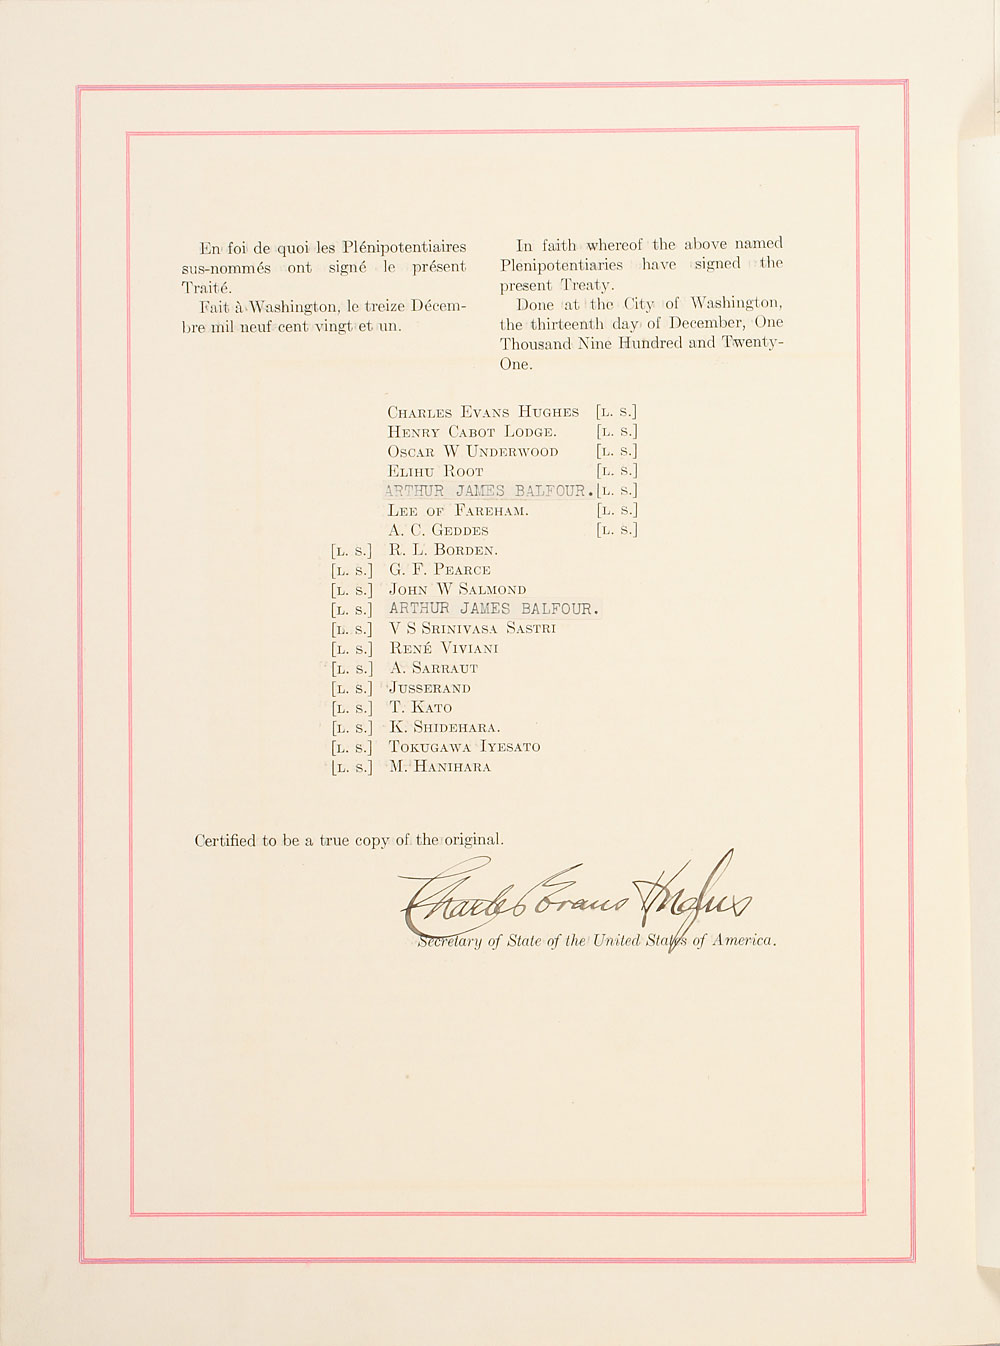 En foi de quoi les Plénipotentiaires
sus-nommés ont signé le présent
Traité.
Fait à Washington, le treize Décem-
bre mil neuf cent vingt et un.
In faith whereof the above named
Plenipotentiaries have signed the
present Treaty.
Done at the City of Washington,
the thirteenth day of December, One
Thousand Nine Hundred and Twenty-
One.
CHARLES EVANS HUGHES [L. S.]
HENRY CABOT LODGE. [L. S.]
OSCAR W UNDERWOOD [L. S.]
ELIHU ROOT [L. S.]
ARTHUR JAMES BALFOUR. [L. S.]
LEE OF FAREHAM. [L. S.]
A. C. GEDDES [L. S.]
[L. S.] R. L. BORDEN.
[L. S.] G. F. PEARCE
[L. S.] JOHN W SALMOND
[L. S.] ARTHUR JAMES BALFOUR.
[L. S.] V S SRINIVASA SASTRI
[L. S.] RENÉ VIVIANI
[L. S.] A. SARRAUT
[L. S.] JUSSERAND
[L. S.] T. KATO
[L. S.] K. SHIDEHARA.
[L. S.] TOKUGAWA IYESATO
[L. S.] M. HANIHARA
Certified to be a true copy of the original.
Charles Evans Hughes
Secretary of State of the United States of America.